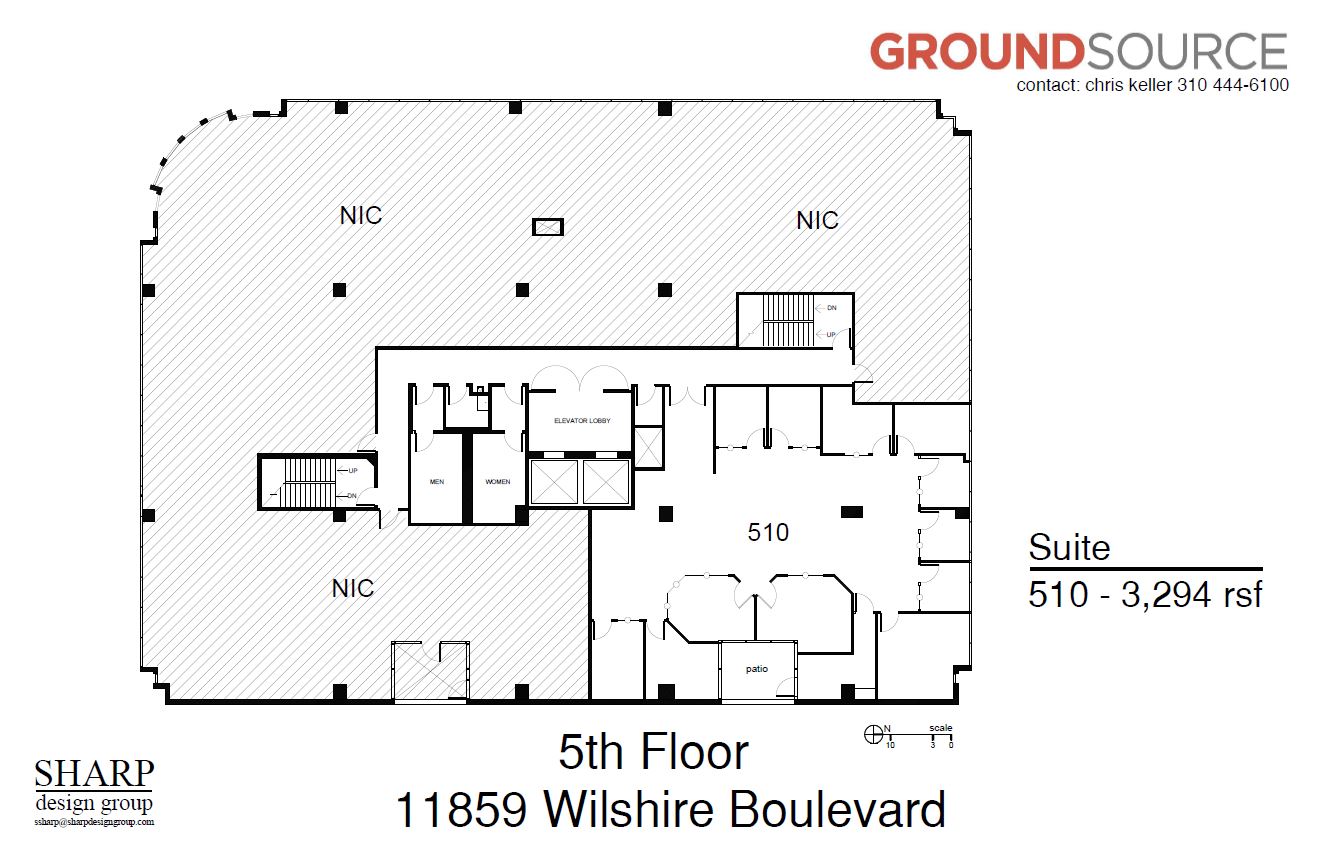 GROUNDSOURCE
contact: chris keller 310 444-6100
NIC
NIC
DN
UP
ELEVATOR LOBBY
UP
DN
MEN
WOMEN
510
NIC
patio
Suite
510 - 3,294 rsf
N
scale
10 3 0
5th Floor
11859 Wilshire Boulevard
SHARP
design group
ssharp@sharpdesigngroup.com